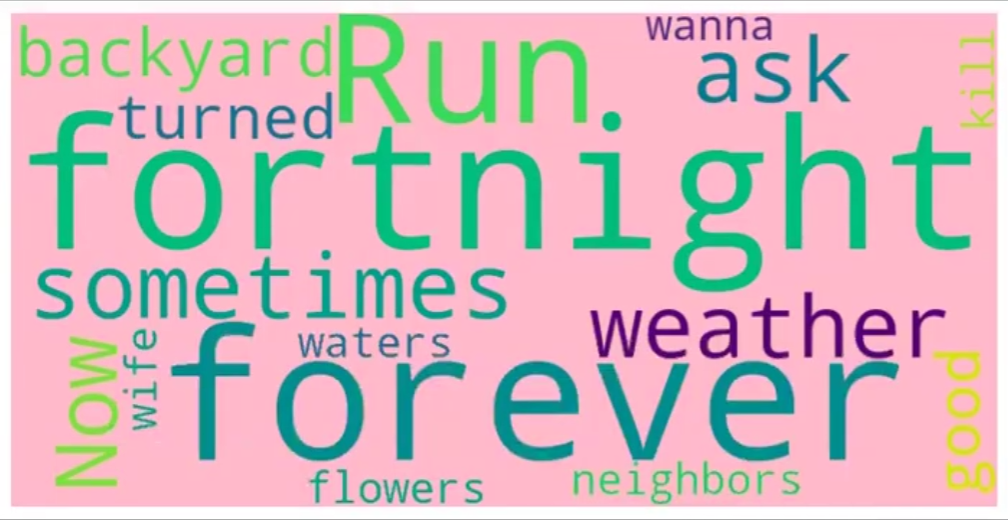 backyard
Run
wanna
ask
kill
turned
fortnight
sometimes
weather
waters
forever
Now
wife
good
flowers
neighbors